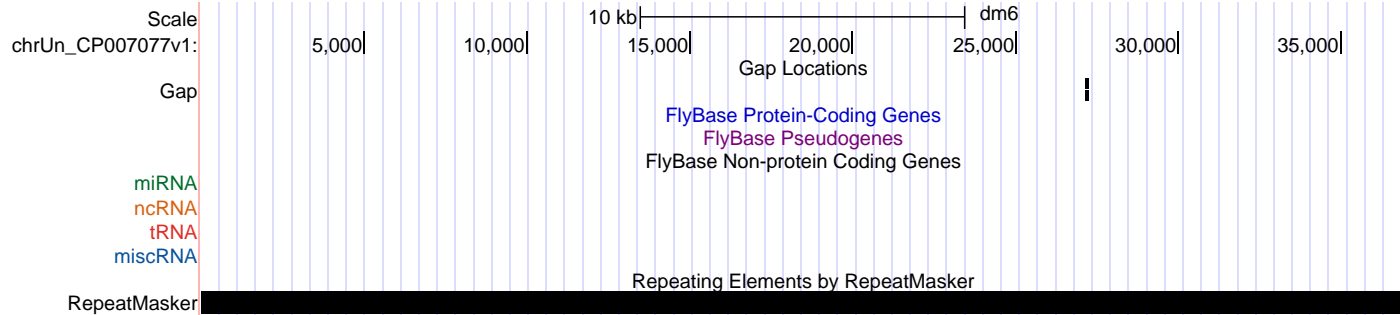 Scale 10 kb dm6
chrUn_CP007077v1: 5,000 10,000 15,000 20,000 25,000 30,000 35,000
Gap Locations
Gap
FlyBase Protein-Coding Genes
FlyBase Pseudogenes
FlyBase Non-protein Coding Genes
miRNA
ncRNA
tRNA
miscRNA
Repeating Elements by RepeatMasker
RepeatMasker